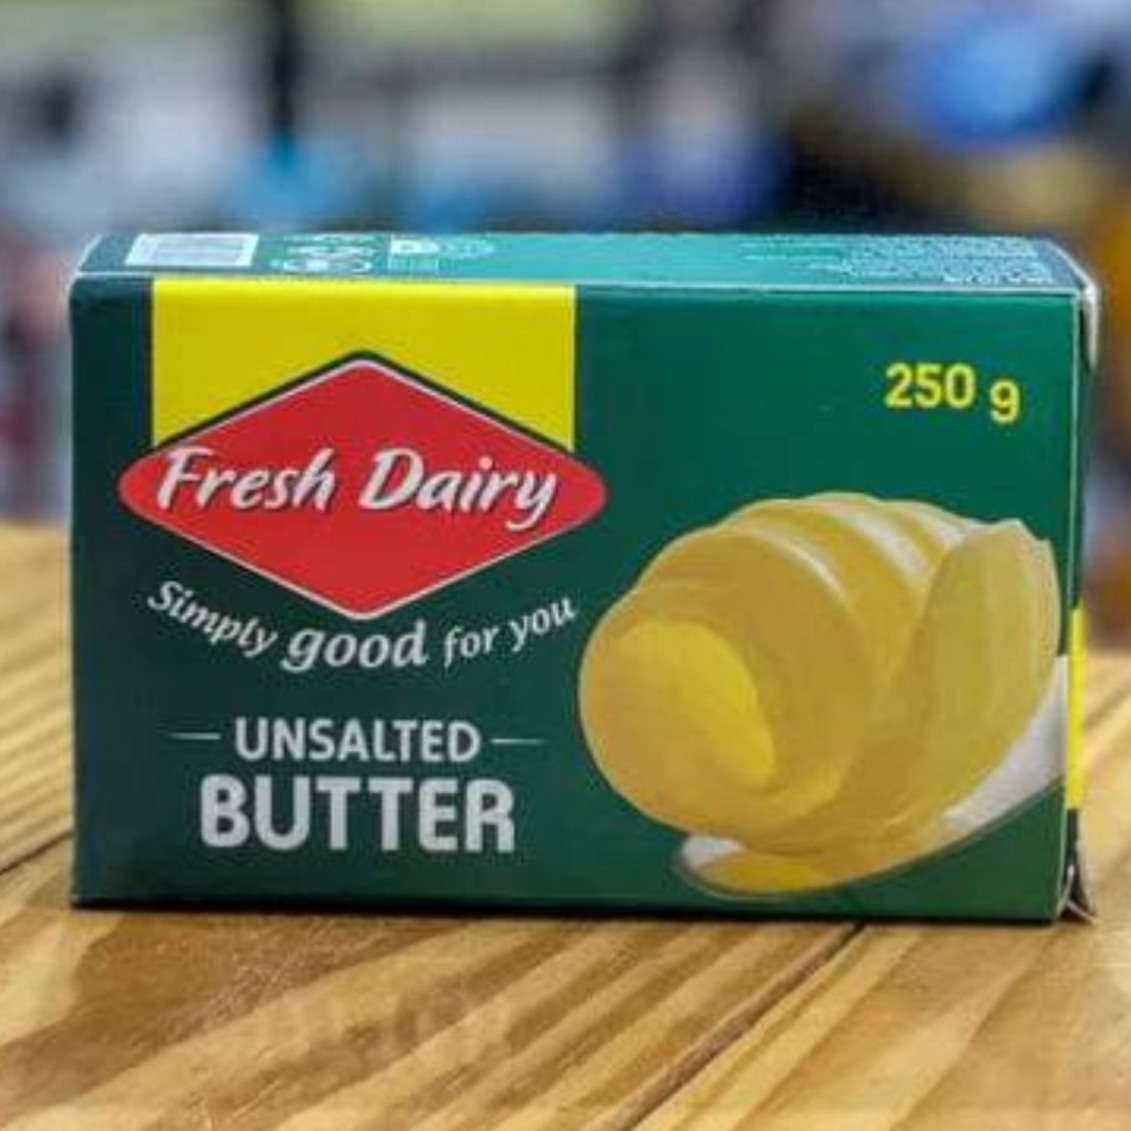 250 g
Fresh Dairy
Simply good for you
UNSALTED
BUTTER